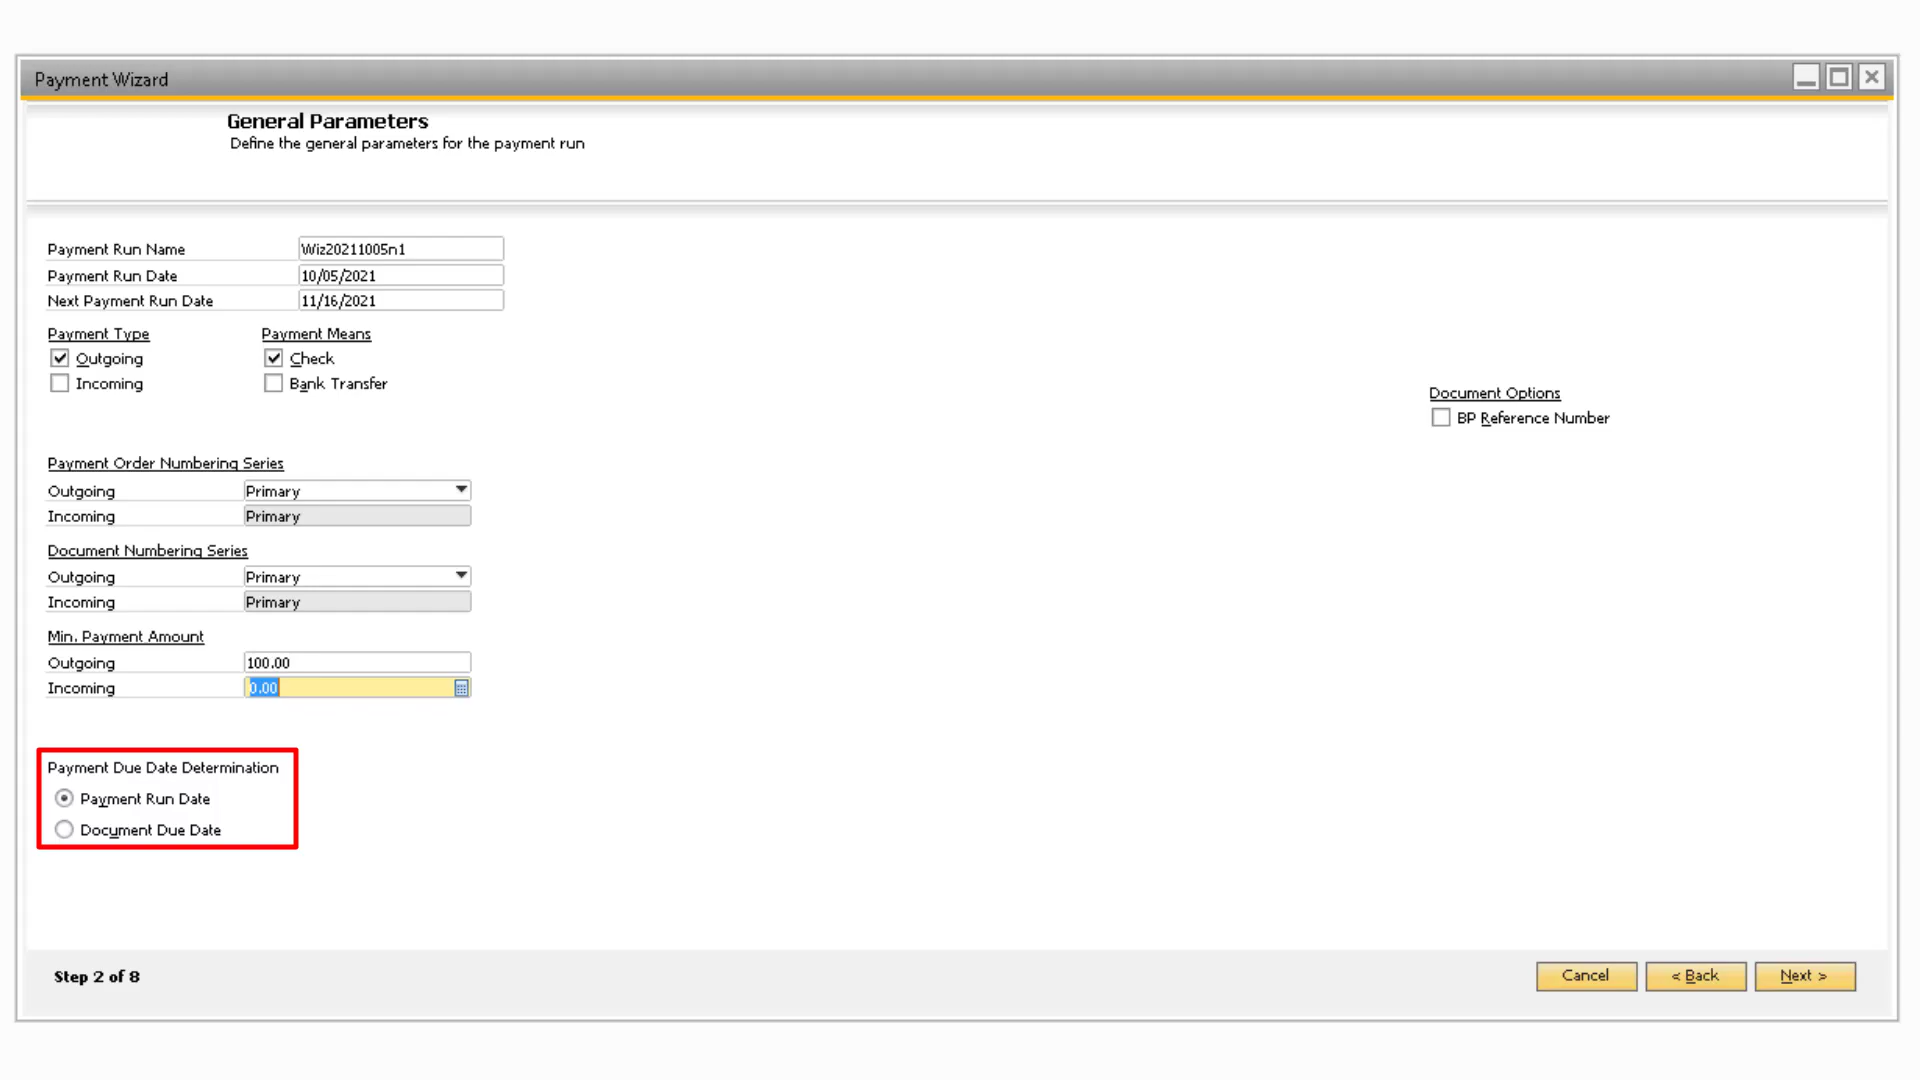 Payment Wizard
General Parameters
Define the general parameters for the payment run
Payment Run Name Wiz20211005n1
Payment Run Date 10/05/2021
Next Payment Run Date 11/16/2021
Payment Type Payment Means
Outgoing Check
Incoming Bank Transfer
Document Options
BP Reference Number
Payment Order Numbering Series
Outgoing Primary
Incoming Primary
Document Numbering Series
Outgoing Primary
Incoming Primary
Min. Payment Amount
Outgoing 100.00
Incoming 0.00
Payment Due Date Determination
Payment Run Date
Document Due Date
Step 2 of 8 Cancel < Back Next >